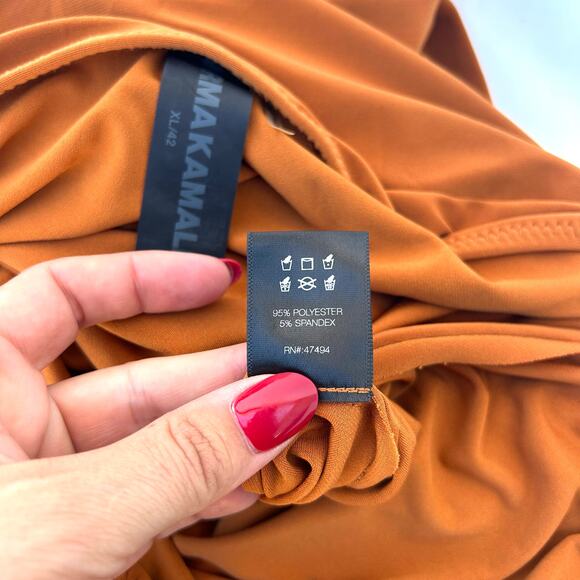 MAKAMAL
XL/42
95% POLYESTER
5% SPANDEX
RN#:47494